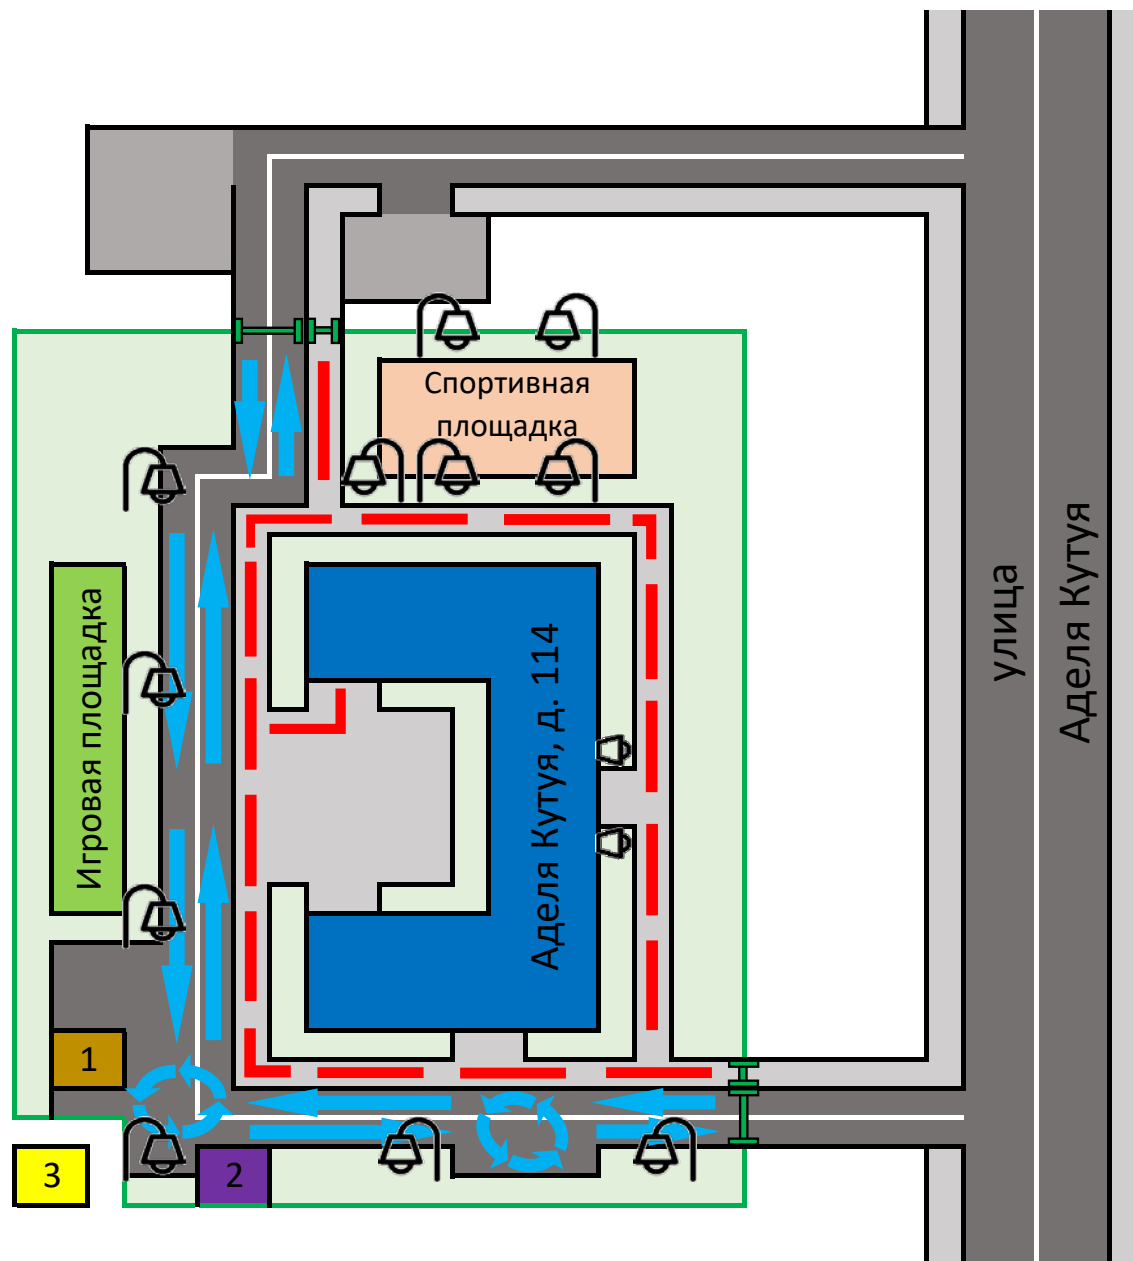 Спортивная
площадка
улица
Аделя Кутуя
Игровая площадка
Аделя Кутуя, д. 114
1
2
3